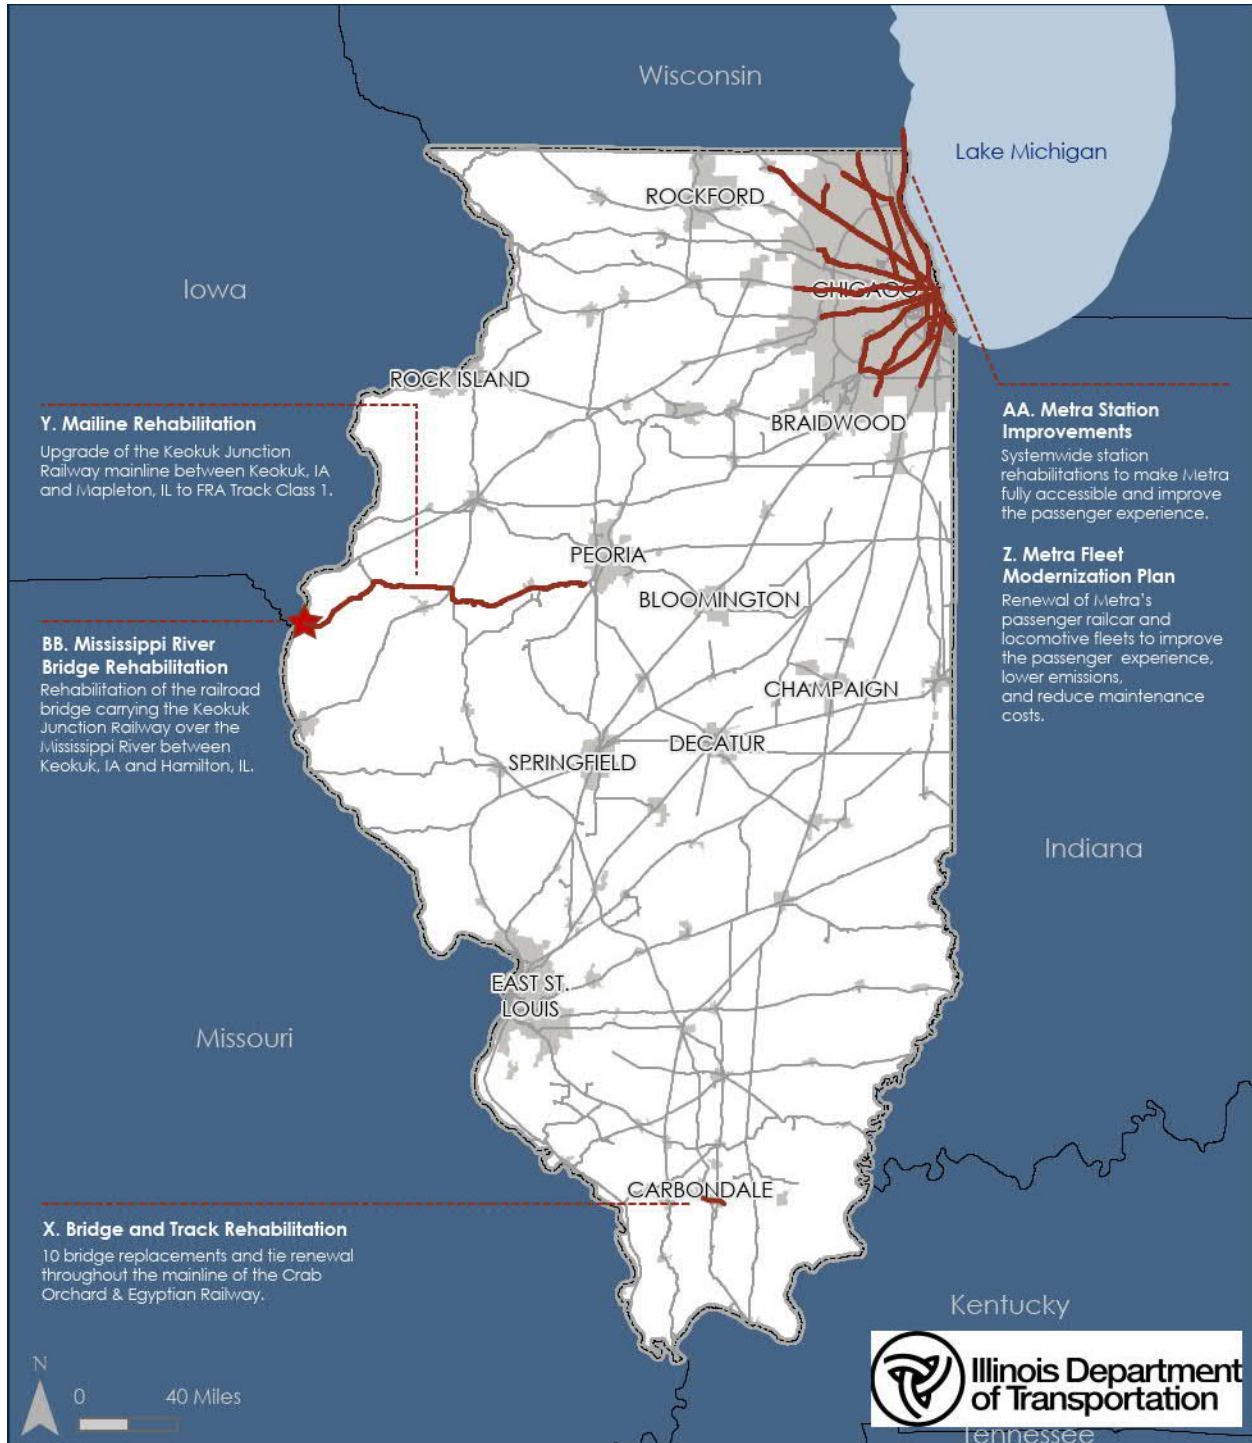 Wisconsin
Lake Michigan
ROCKFORD
Iowa
CHICAGO
ROCK ISLAND
BRAIDWOOD
Y. Mailine Rehabilitation
Upgrade of the Keokuk Junction
Railway mainline between Keokuk, IA
and Mapleton, IL to FRA Track Class 1.
AA. Metra Station
Improvements
Systemwide station
rehabilitations to make Metra
fully accessible and improve
the passenger experience.
Z. Metra Fleet
Modernization Plan
Renewal of Metra's
passenger railcar and
locomotive fleets to improve
the passenger experience,
lower emissions,
and reduce maintenance
costs.
PEORIA
BLOOMINGTON
BB. Mississippi River
Bridge Rehabilitation
Rehabilitation of the railroad
bridge carrying the Keokuk
Junction Railway over the
Mississippi River between
Keokuk, IA and Hamilton, IL.
CHAMPAIGN
DECATUR
SPRINGFIELD
Indiana
EAST ST.
LOUIS
Missouri
CARBONDALE
X. Bridge and Track Rehabilitation
10 bridge replacements and tie renewal
throughout the mainline of the Crab
Orchard & Egyptian Railway.
Kentucky
N
0 40 Miles
Illinois Department
of Transportation
Tennessee